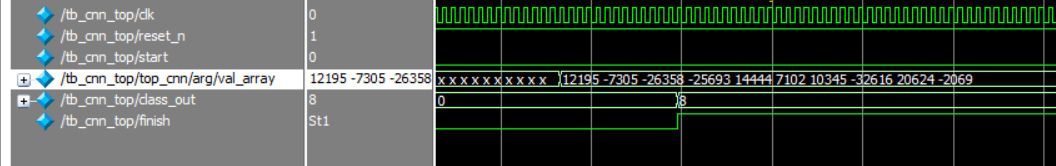 /tb_cnn_top/clk 0
/tb_cnn_top/reset_n 1
/tb_cnn_top/start 0
/tb_cnn_top/top_cnn/arg/val_array 12195 -7305 -26358 x x x x x x x x x x 12195 -7305 -26358 -25693 14444 7102 10345 -32616 20624 -2069
/tb_cnn_top/class_out 8 0 8
/tb_cnn_top/finish St1